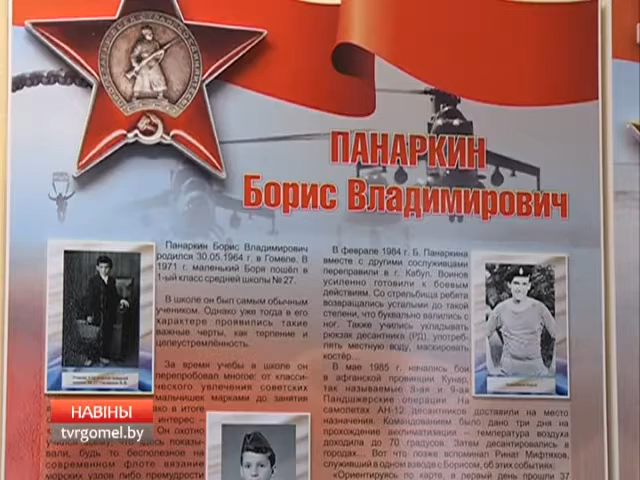 ПАНАРКИН
Борис Владимирович
Панаркин Борис Владимирович
родился 30.05.1964 г, в Гомеле. В
1971 г. маленький Боря пошёл в
1-ый класс средней школы № 27.
В школе он был самым обычным
учеником. Однако уже тогда в его
характере проявились такие
важные черты, как терпение и
целеустремлённость.
За время учебы в школе он
перепробовал многое: от класси-
ческого увлечения советских
мальчишек марками до занятия
в итоге
интерес –
Он охотно
показы-
вали, будь то бесполезное на
современном флоте вязание
морских узлов либо премудрости
В феврале 1984 г. Б. Панаркина
вместе с другими сослуживцами
переправили в г. Кабул. Воинов
усиленно готовили к боевым
действиям. Со стрельбища ребята
возвращались усталыми до такой
степени, что буквально валились с
ног. Также учились укладывать
рюкзак десантника (РД), употреб-
лять местную воду, маскировать
костёр…
В мае 1985 г. начались бои
в афганской провинции Кунар,
так называемые 8-ая и 9-ая
Панджшерские операции. На
самолетах АН-12 десантников доставили на место
назначения. Командованием было дано три дня на
прохождение акклиматизации – температура воздуха
доходила до 70 градусов. Затем десантировались в
городах… Вот что позже вспоминал Ринат Мифтяхов,
служивший в одном взводе с Борисом, об этих событиях:
«Ориентируясь по карте, в первый день прошли 37
НАВІНЫ
tvrgomel.by